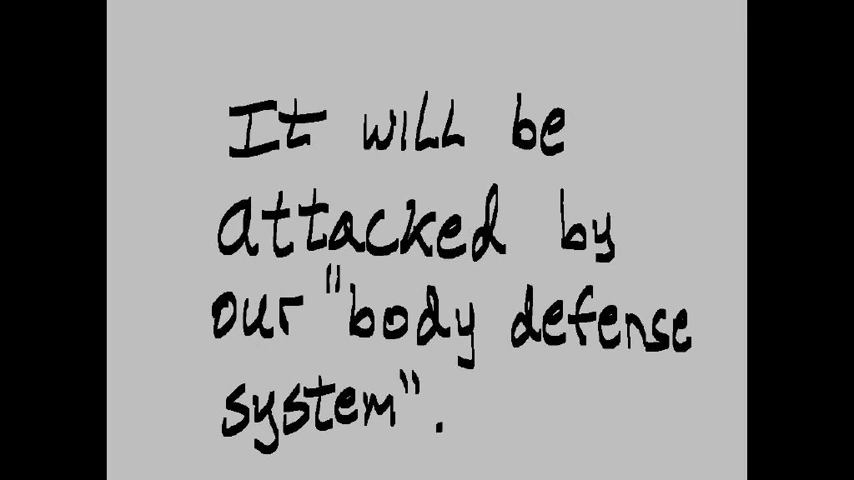 It will be
attacked by
our "body defense
system".